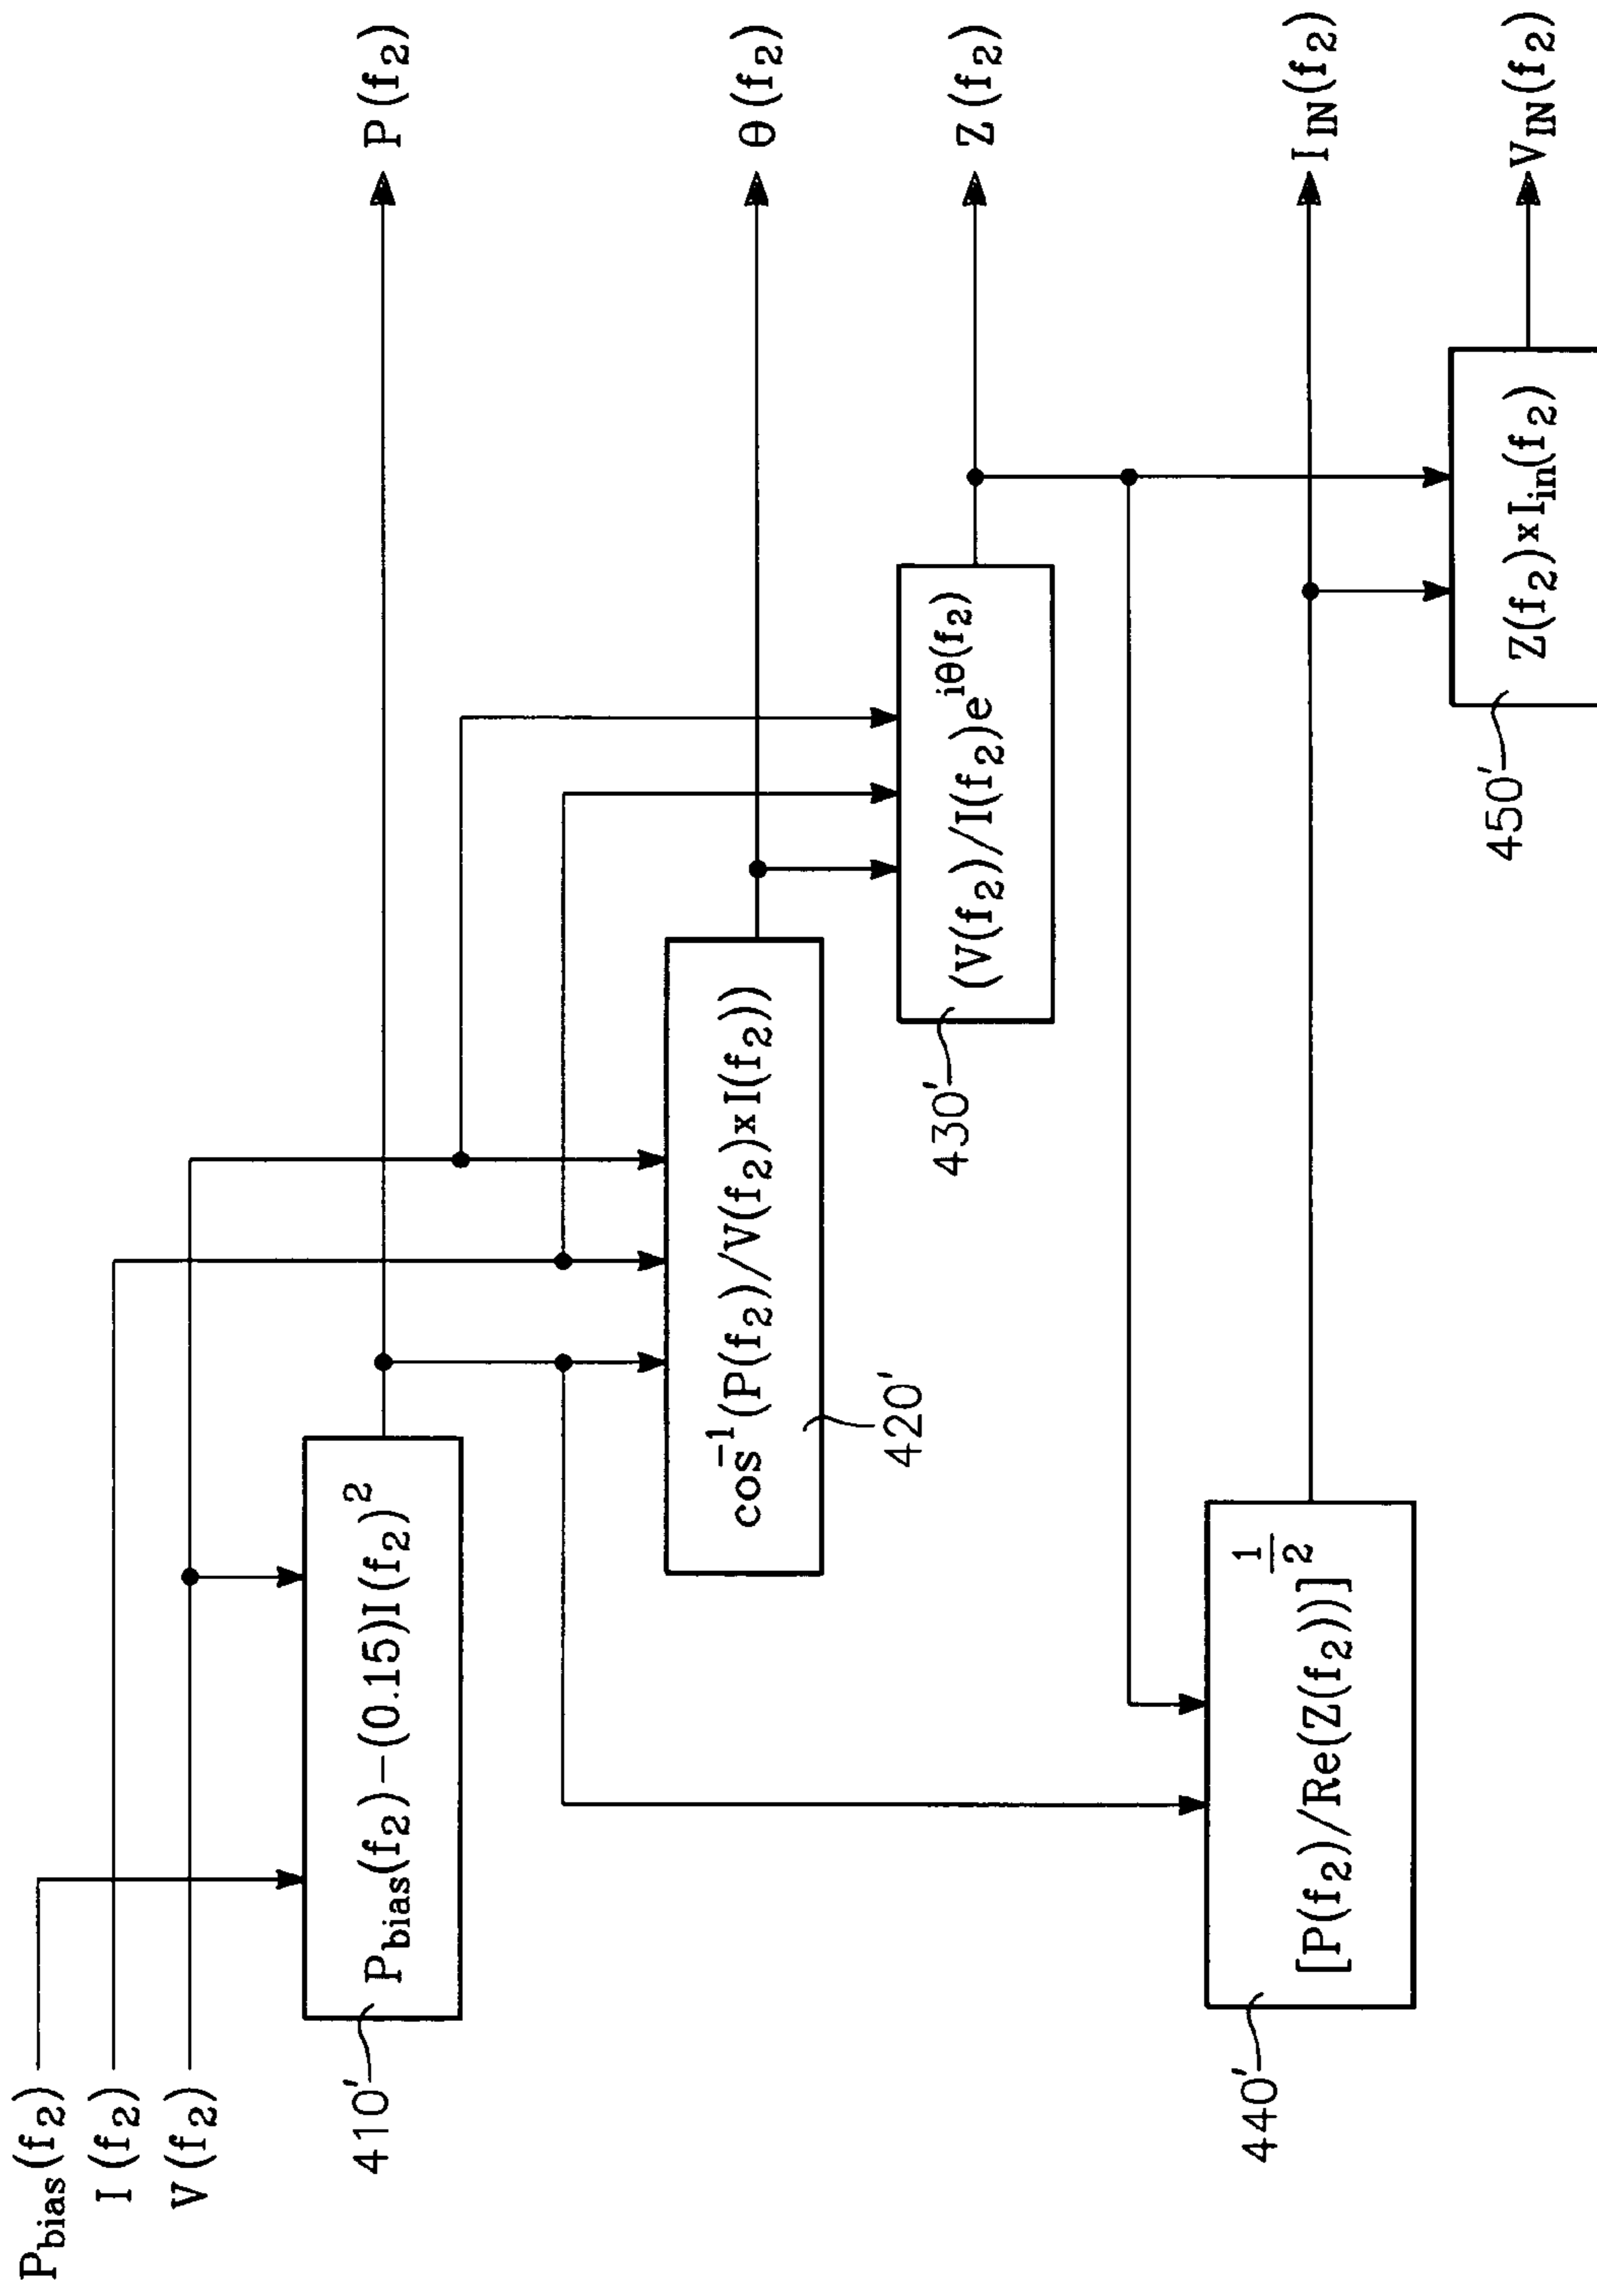 P_bias(f₂)
I(f₂)
V(f₂)
P_bias(f₂)-(0.15)I(f₂)²
410'
P(f₂)
cos⁻¹(P(f₂)/V(f₂)xI(f₂))
420'
θ(f₂)
(V(f₂)/I(f₂)e^iθ(f₂)
430'
Z(f₂)
[P(f₂)/Re(Z(f₂))]^1/2
440'
I_IN(f₂)
Z(f₂)xI_in(f₂)
450'
V_IN(f₂)